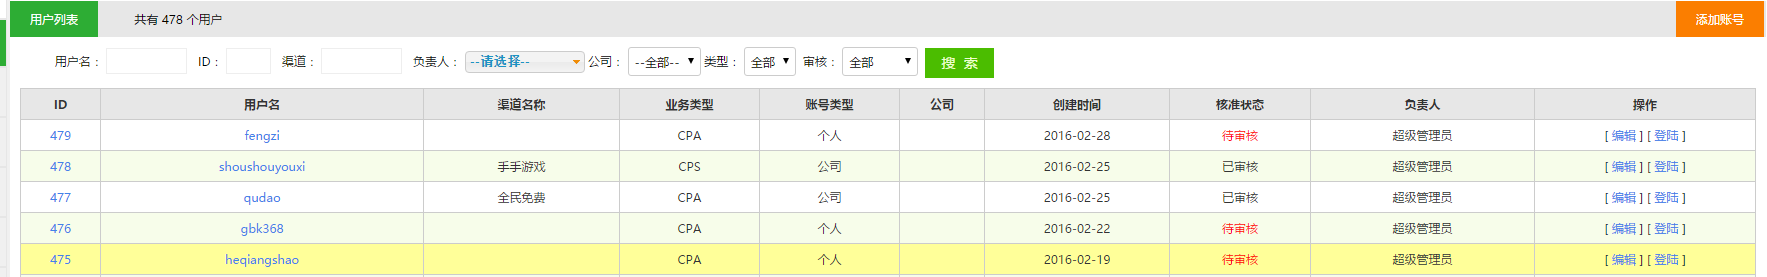 用户列表 共有 478 个用户 添加账号
用户名： ID： 渠道： 负责人： --请选择-- 公司： --全部-- 类型： 全部 审核： 全部 搜 索
ID 用户名 渠道名称 业务类型 账号类型 公司 创建时间 核准状态 负责人 操作
479 fengzi CPA 个人 2016-02-28 待审核 超级管理员 [ 编辑 ] [ 登陆 ]
478 shoushouyouxi 手手游戏 CPS 公司 2016-02-25 已审核 超级管理员 [ 编辑 ] [ 登陆 ]
477 qudao 全民免费 CPA 公司 2016-02-25 已审核 超级管理员 [ 编辑 ] [ 登陆 ]
476 gbk368 CPA 个人 2016-02-22 待审核 超级管理员 [ 编辑 ] [ 登陆 ]
475 heqiangshao CPA 个人 2016-02-19 待审核 超级管理员 [ 编辑 ] [ 登陆 ]